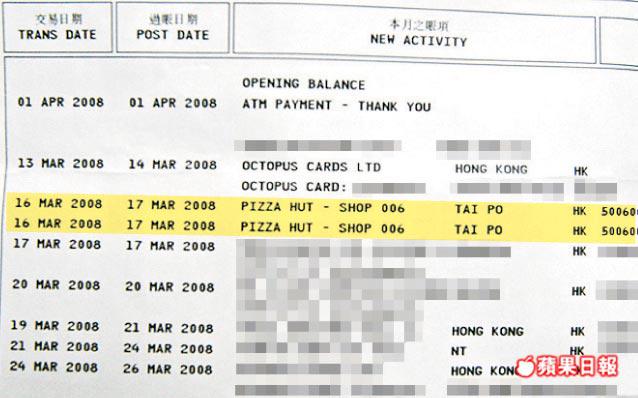 交易日期 過賬日期 本月之賬項
TRANS DATE POST DATE NEW ACTIVITY
OPENING BALANCE
01 APR 2008 01 APR 2008 ATM PAYMENT - THANK YOU
13 MAR 2008 14 MAR 2008 OCTOPUS CARDS LTD HONG KONG HK
OCTOPUS CARD:
16 MAR 2008 17 MAR 2008 PIZZA HUT - SHOP 006 TAI PO HK 50060
16 MAR 2008 17 MAR 2008 PIZZA HUT - SHOP 006 TAI PO HK 50060
17 MAR 2008 17 MAR 2008 HK
20 MAR 2008 20 MAR 2008 HK
19 MAR 2008 21 MAR 2008 HONG KONG HK
21 MAR 2008 24 MAR 2008 NT HK
24 MAR 2008 26 MAR 2008 HONG KONG
蘋果日報